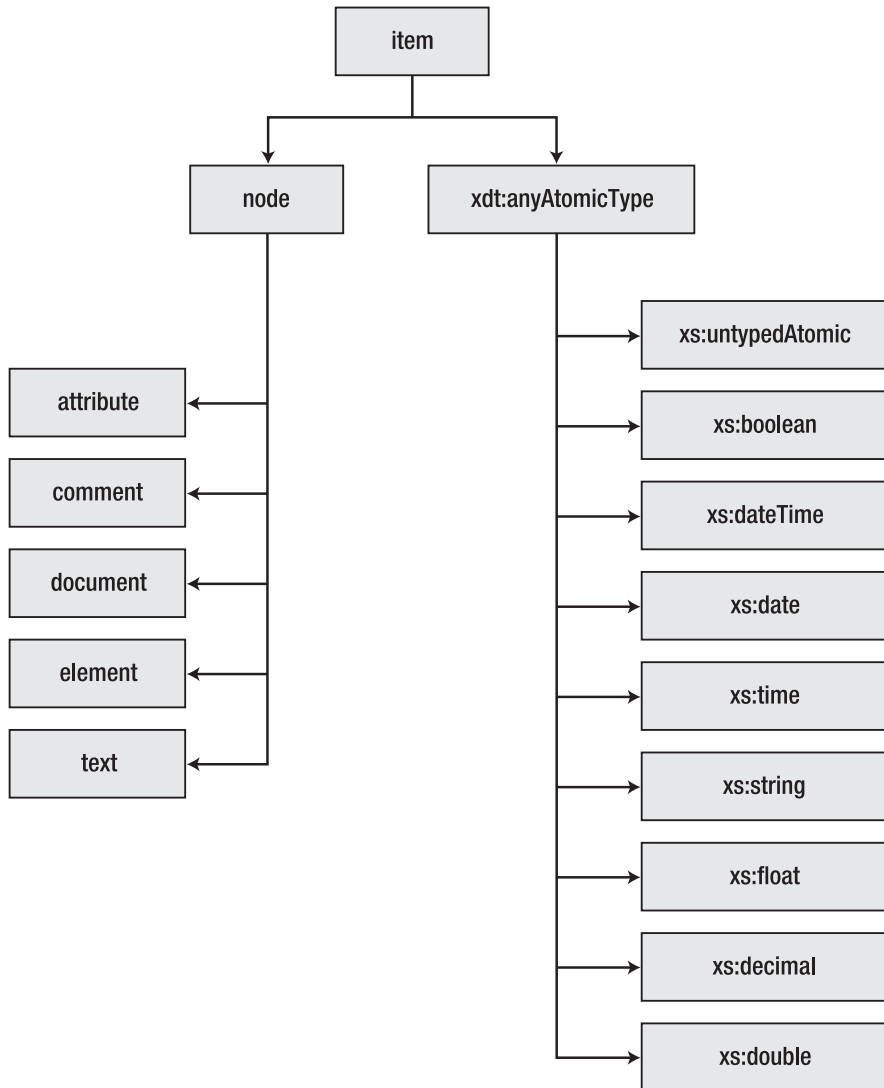 item
node
xdt:anyAtomicType
attribute
comment
document
element
text
xs:untypedAtomic
xs:boolean
xs:dateTime
xs:date
xs:time
xs:string
xs:float
xs:decimal
xs:double